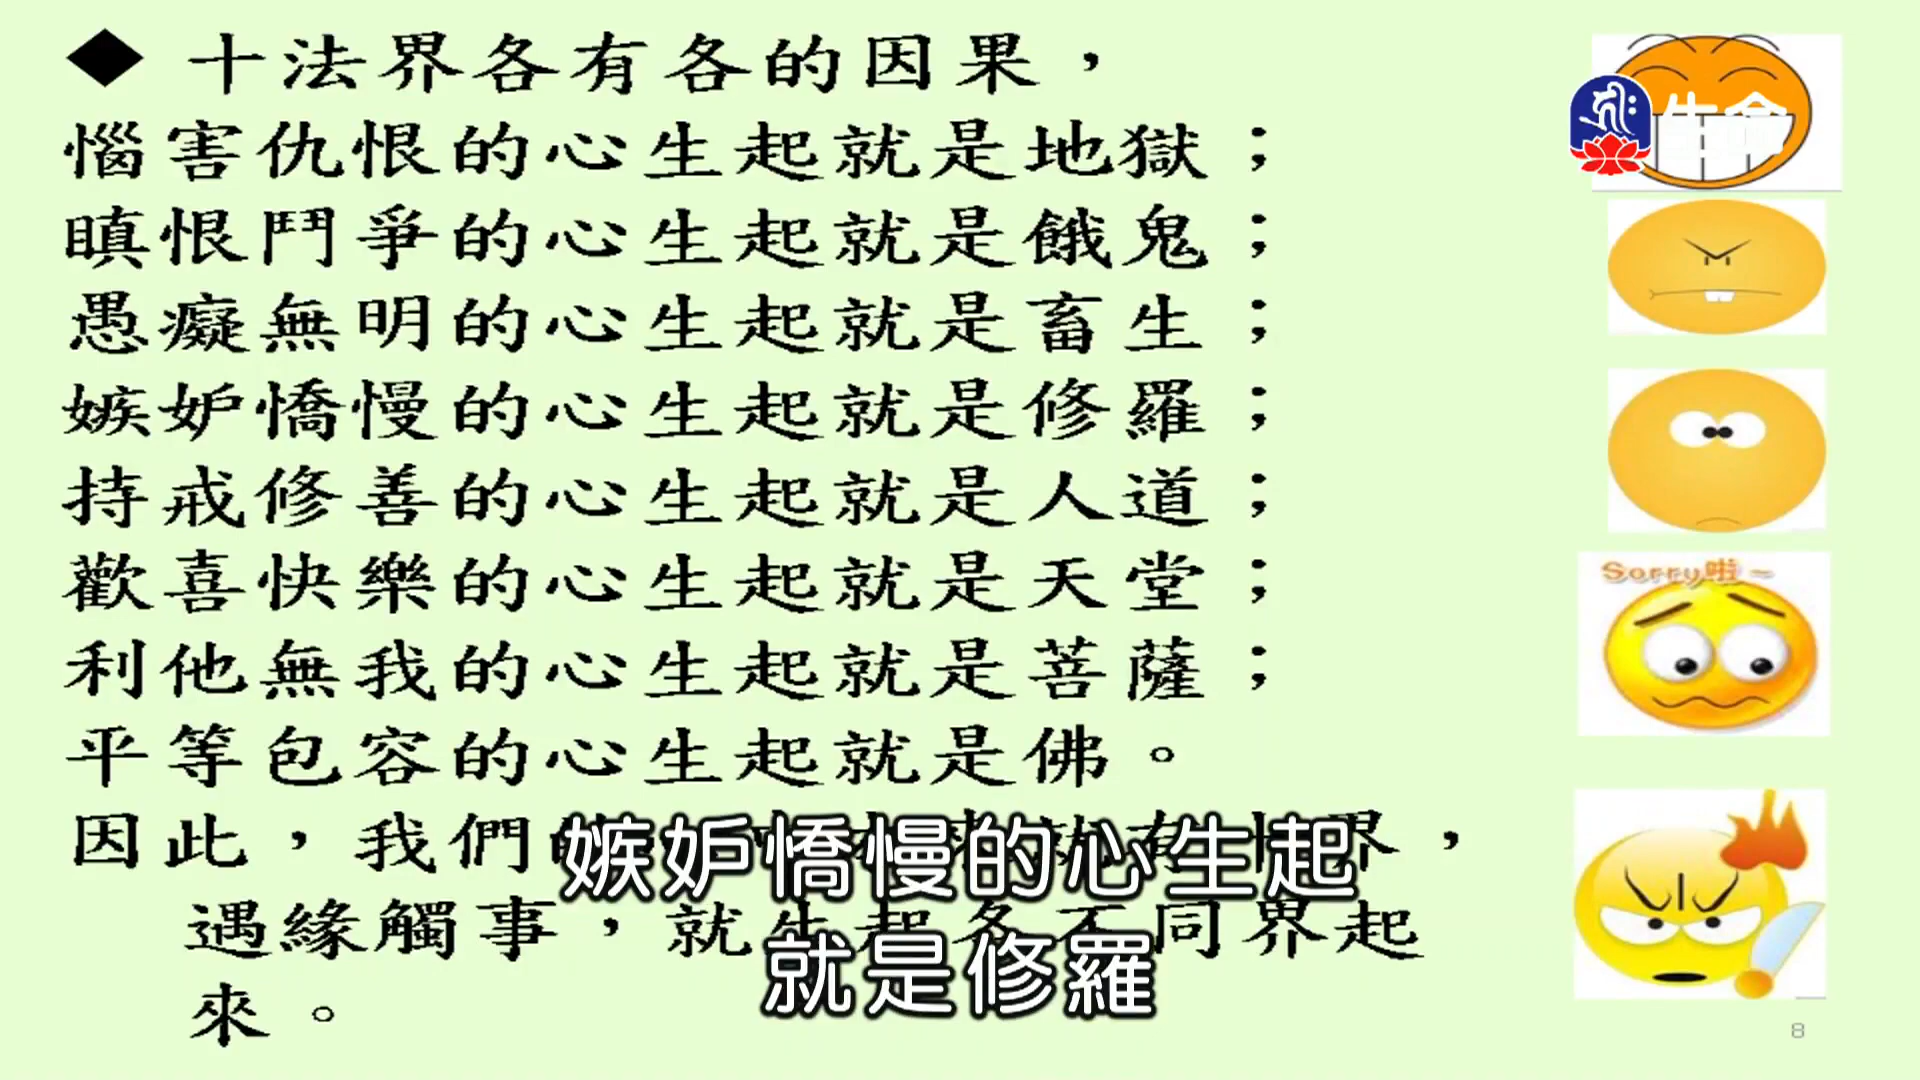 ◆ 十法界各有各的因果，
惱害仇恨的心生起就是地獄；
瞋恨鬥爭的心生起就是餓鬼；
愚癡無明的心生起就是畜生；
嫉妒憍慢的心生起就是修羅；
持戒修善的心生起就是人道；
歡喜快樂的心生起就是天堂；
利他無我的心生起就是菩薩；
平等包容的心生起就是佛。
因此，我們界，
遇緣觸事，就生起各不同界起
來。
嫉妒憍慢的心生起
就是修羅
生命
Sorry啦~
8